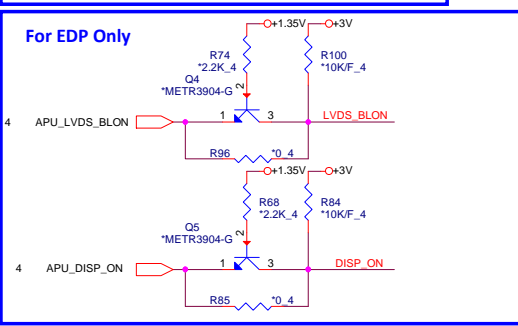 For EDP Only
+1.35V
+3V
R74
*2.2K_4
R100
*10K/F_4
Q4
*METR3904-G
2
4
APU_LVDS_BLON
1
3
LVDS_BLON
R96
*0_4
+1.35V
+3V
R68
*2.2K_4
R84
*10K/F_4
Q5
*METR3904-G
2
4
APU_DISP_ON
1
3
DISP_ON
R85
*0_4